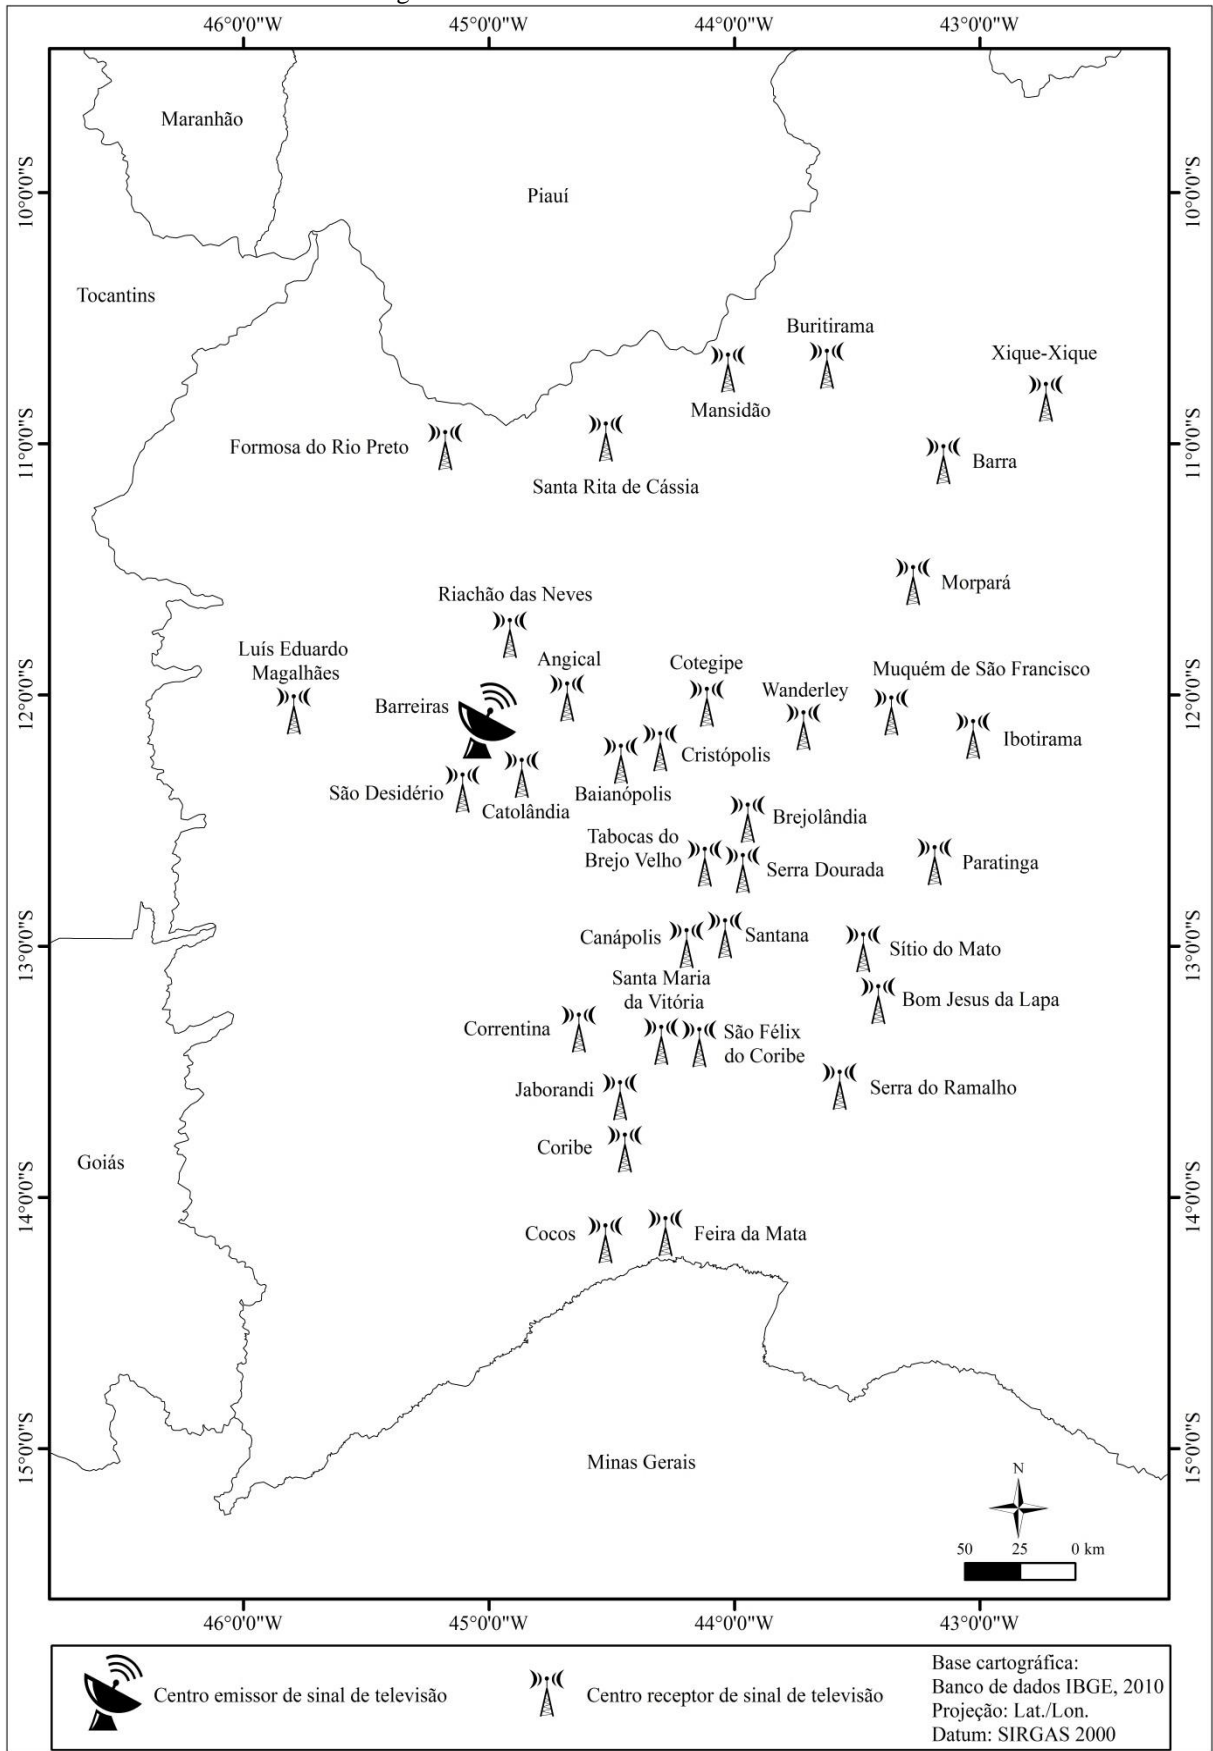 46°0'0"W 45°0'0"W 44°0'0"W 43°0'0"W
Maranhão
10°0'0"S
10°0'0"S
Piauí
Tocantins
Buritirama
Xique-Xique
Mansidão
11°0'0"S
11°0'0"S
Formosa do Rio Preto
Barra
Santa Rita de Cássia
Morpará
Riachão das Neves
Luís Eduardo
Magalhães
Angical
Cotegipe
Muquém de São Francisco
12°0'0"S
12°0'0"S
Wanderley
Barreiras
Ibotirama
Cristópolis
São Desidério
Baianópolis
Catolândia
Brejolândia
Tabocas do
Brejo Velho
Serra Dourada
Paratinga
13°0'0"S
13°0'0"S
Canápolis
Santana
Sítio do Mato
Santa Maria
da Vitória
Bom Jesus da Lapa
Correntina
São Félix
do Coribe
Jaborandi
Serra do Ramalho
Coribe
Goiás
14°0'0"S
14°0'0"S
Cocos
Feira da Mata
15°0'0"S
15°0'0"S
Minas Gerais
N
50 25 0 km
46°0'0"W 45°0'0"W 44°0'0"W 43°0'0"W
Centro emissor de sinal de televisão
Centro receptor de sinal de televisão
Base cartográfica:
Banco de dados IBGE, 2010
Projeção: Lat./Lon.
Datum: SIRGAS 2000